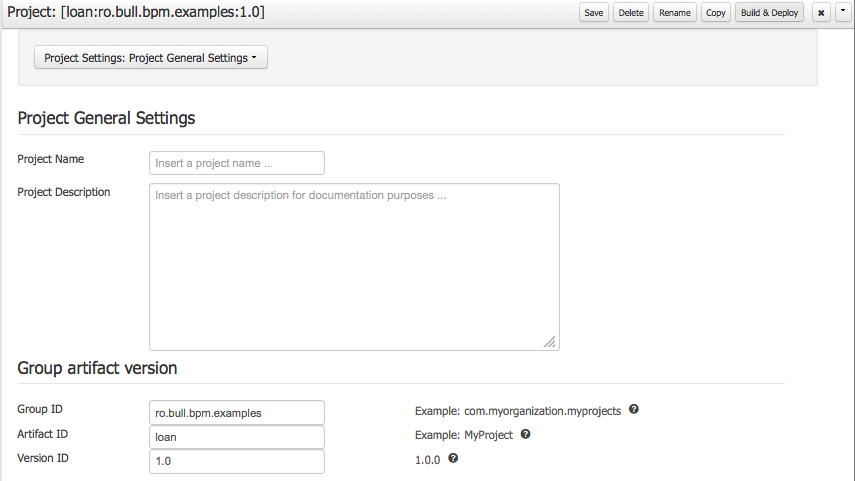 Project: [loan:ro.bull.bpm.examples:1.0] Save Delete Rename Copy Build & Deploy
Project Settings: Project General Settings
Project General Settings
Project Name Insert a project name ...
Project Description Insert a project description for documentation purposes ...
Group artifact version
Group ID ro.bull.bpm.examples Example: com.myorganization.myprojects
Artifact ID loan Example: MyProject
Version ID 1.0 1.0.0